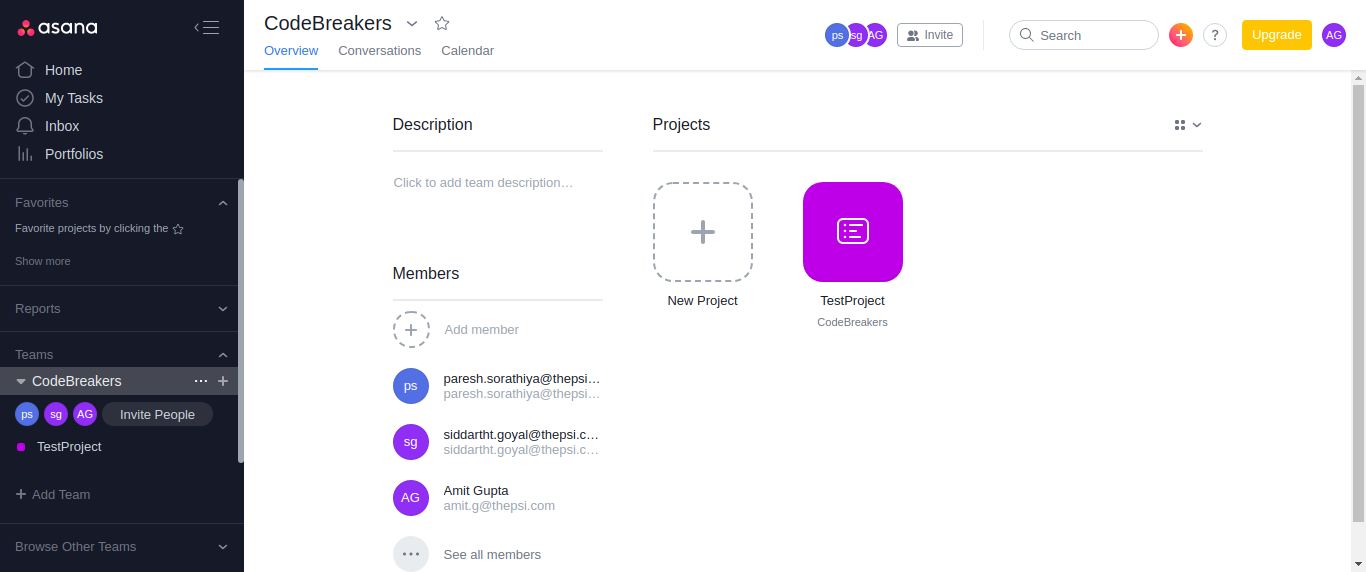 asana
Home
My Tasks
Inbox
Portfolios
Favorites
Favorite projects by clicking the
Show more
Reports
Teams
CodeBreakers
ps sg AG Invite People
TestProject
Add Team
Browse Other Teams
CodeBreakers
Overview Conversations Calendar
ps sg AG Invite
Search
?
Upgrade
AG
Description
Click to add team description…
Members
Add member
ps
paresh.sorathiya@thepsi…
paresh.sorathiya@thepsi…
sg
siddartht.goyal@thepsi.c…
siddartht.goyal@thepsi.c…
AG
Amit Gupta
amit.g@thepsi.com
See all members
Projects
New Project
TestProject
CodeBreakers